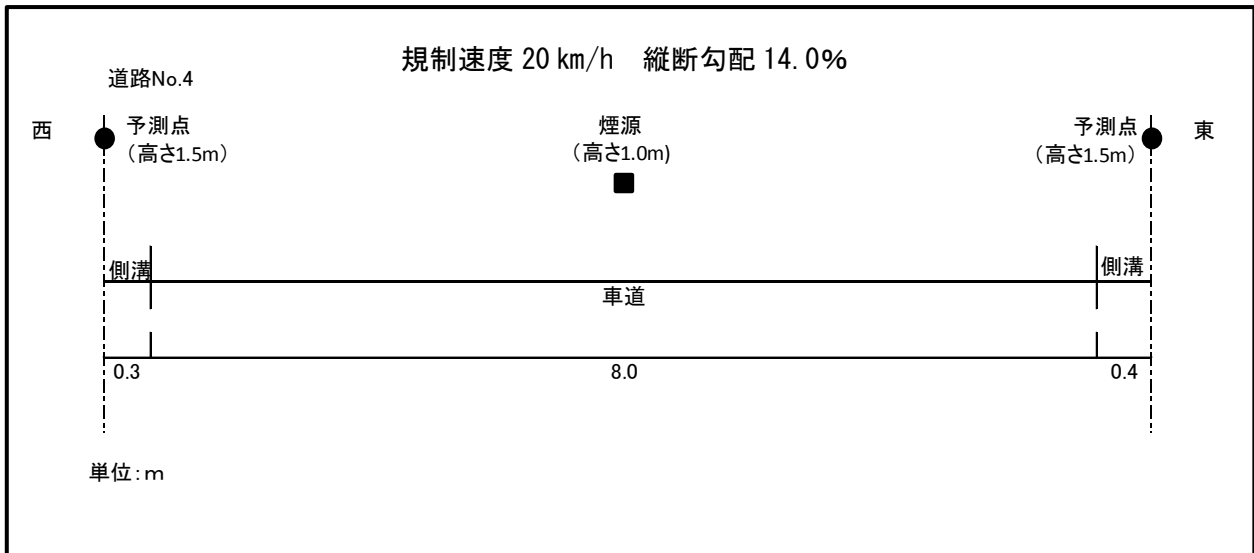 規制速度 20 km/h　縦断勾配 14.0%
道路No.4
西
予測点
（高さ1.5m）
煙源
（高さ1.0m)
予測点
（高さ1.5m）
東
側溝
車道
側溝
0.3
8.0
0.4
単位:m